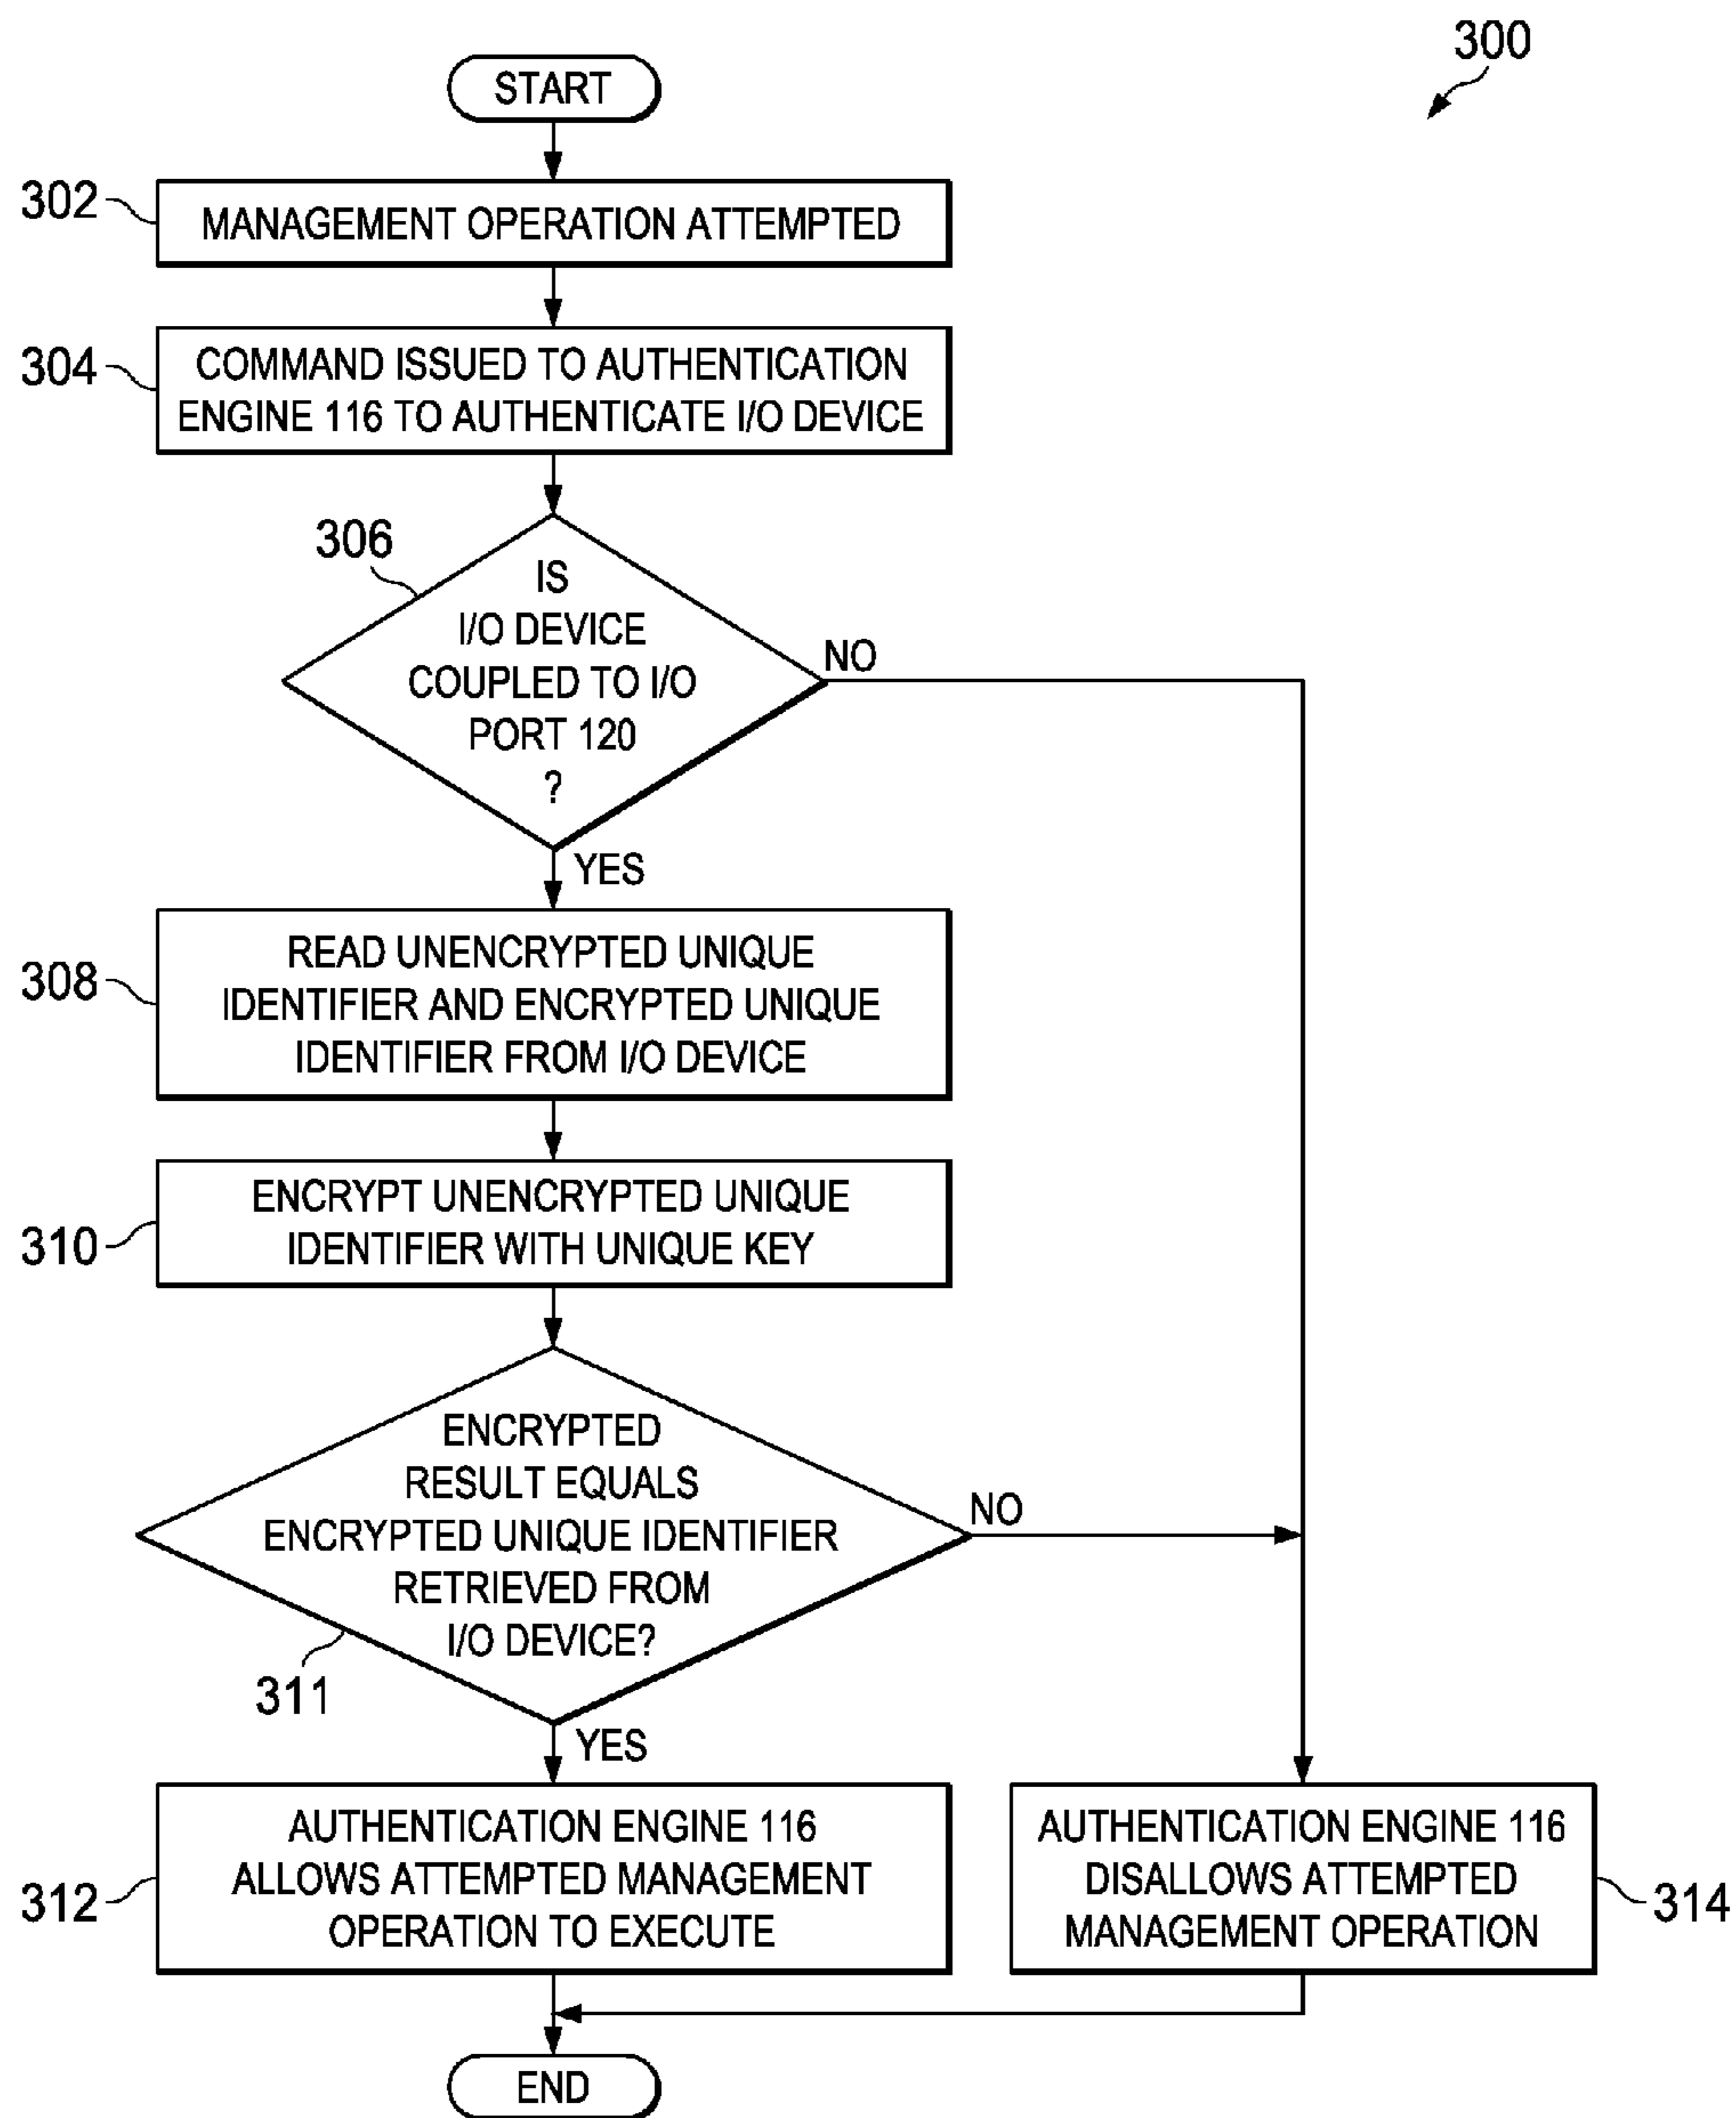 300
START
302
MANAGEMENT OPERATION ATTEMPTED
304
COMMAND ISSUED TO AUTHENTICATION
ENGINE 116 TO AUTHENTICATE I/O DEVICE
306
IS
I/O DEVICE
COUPLED TO I/O
PORT 120
?
NO
YES
308
READ UNENCRYPTED UNIQUE
IDENTIFIER AND ENCRYPTED UNIQUE
IDENTIFIER FROM I/O DEVICE
310
ENCRYPT UNENCRYPTED UNIQUE
IDENTIFIER WITH UNIQUE KEY
ENCRYPTED
RESULT EQUALS
ENCRYPTED UNIQUE IDENTIFIER
RETRIEVED FROM
I/O DEVICE?
NO
311
YES
312
AUTHENTICATION ENGINE 116
ALLOWS ATTEMPTED MANAGEMENT
OPERATION TO EXECUTE
AUTHENTICATION ENGINE 116
DISALLOWS ATTEMPTED
MANAGEMENT OPERATION
314
END